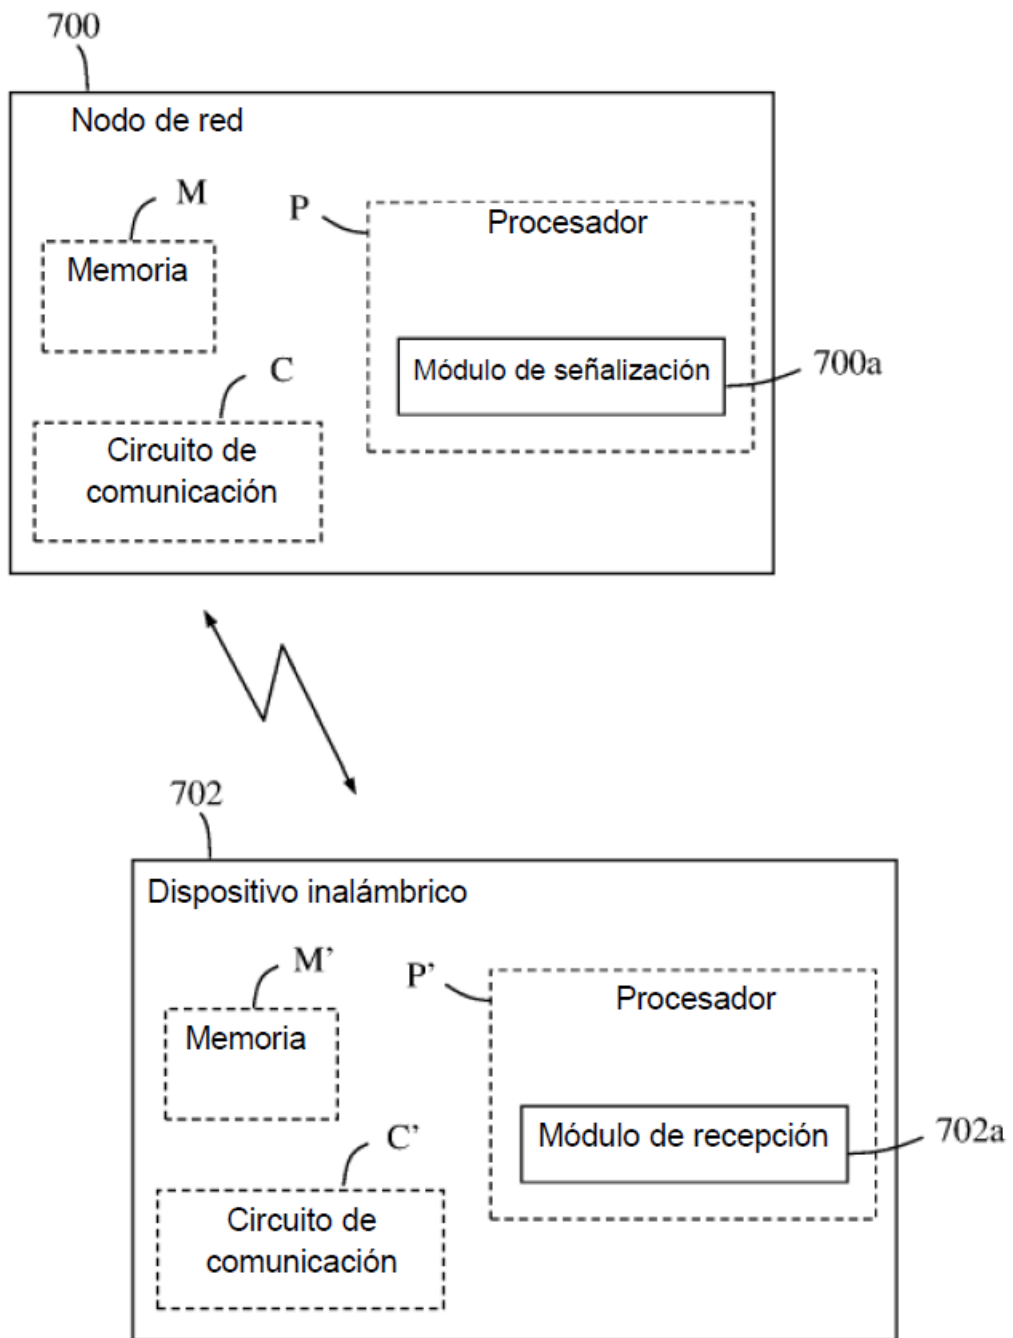 700
Nodo de red
M
P
Procesador
Memoria
Módulo de señalización
700a
C
Circuito de
comunicación
702
Dispositivo inalámbrico
M’
P’
Procesador
Memoria
Módulo de recepción
702a
C’
Circuito de
comunicación